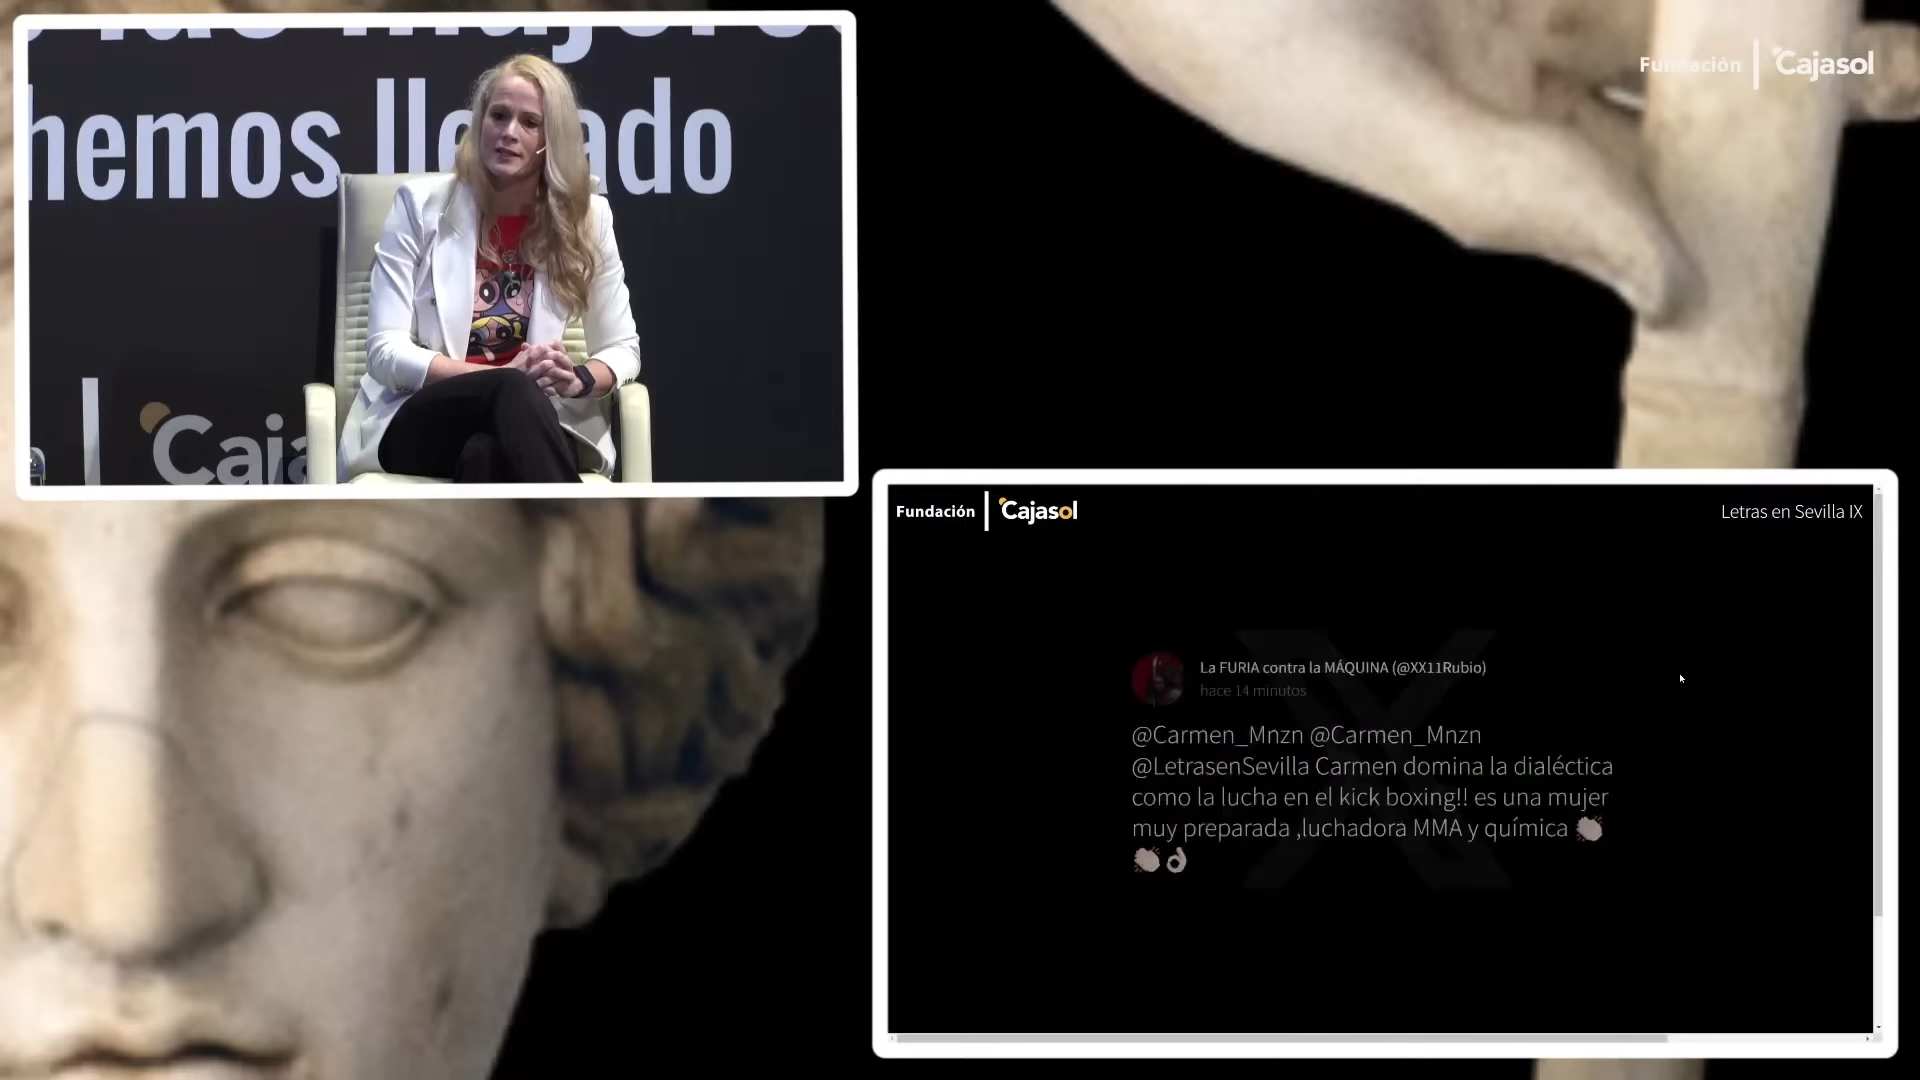 hemos
Fundación Cajasol
Fundación Cajasol
Letras en Sevilla IX
La FURIA contra la MÁQUINA (@XX11Rubio)
hace 14 minutos
@Carmen_Mnzn @Carmen_Mnzn
@LetrasenSevilla Carmen domina la dialéctica
como la lucha en el kick boxing!! es una mujer
muy preparada ,luchadora MMA y química 👏
👏👌